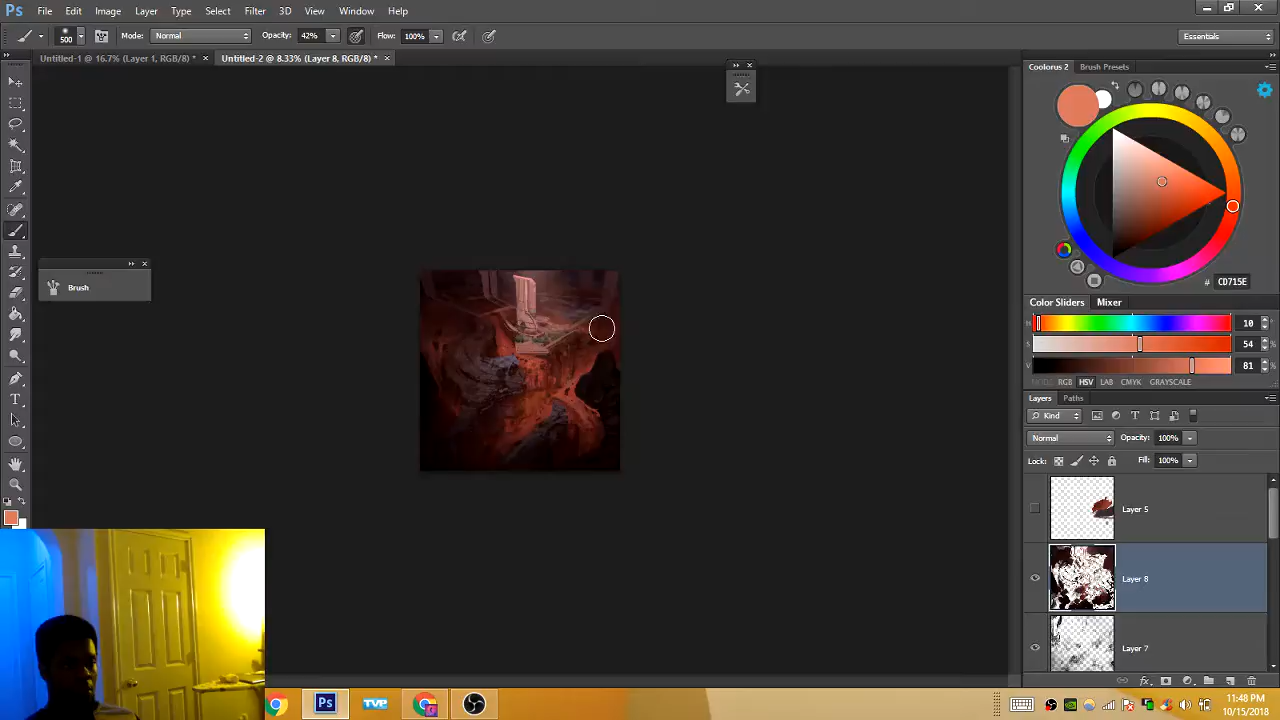 Ps File Edit Image Layer Type Select Filter 3D View Window Help
500 Mode: Normal Opacity: 42% Flow: 100% Essentials
Untitled-1 @ 16.7% (Layer 1, RGB/8) * × Untitled-2 @ 8.33% (Layer 8, RGB/8) * ×
Coolorus 2 Brush Presets
Brush
# CD715E
Color Sliders Mixer
H 10
S 54 %
V 81 %
RGB HSV LAB CMYK GRAYSCALE
Layers Paths
Kind
Normal Opacity: 100%
Lock: Fill: 100%
Layer 5
Layer 8
Layer 7
Ps TVP
11:48 PM
10/15/2018